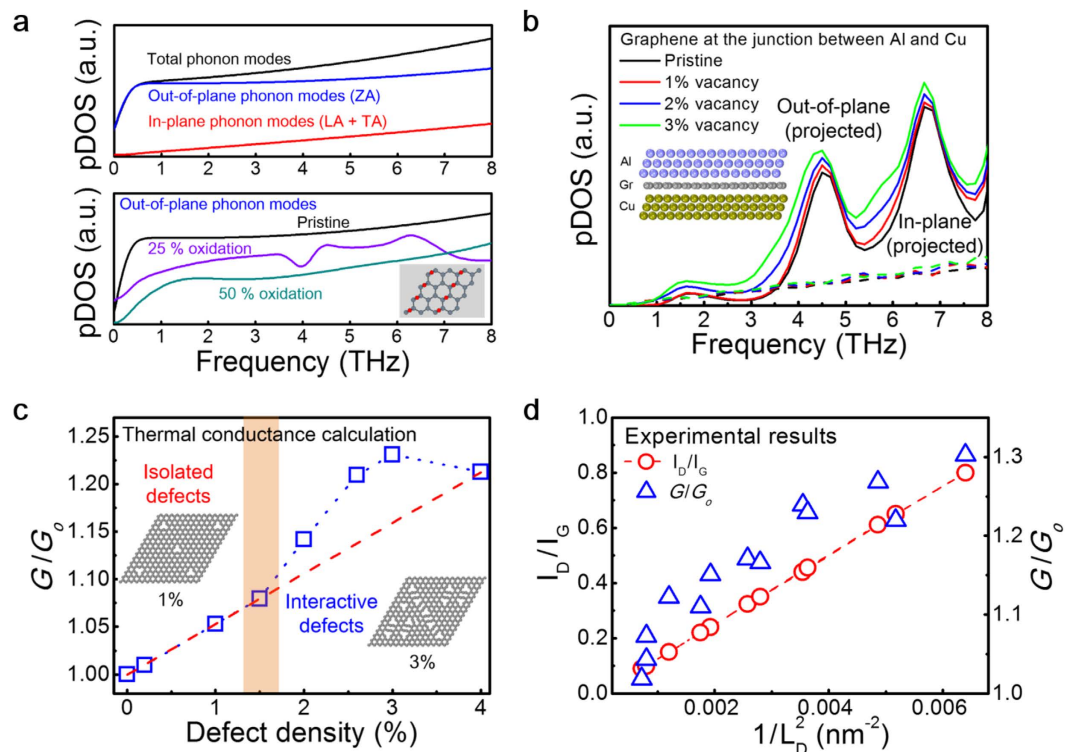 a
pDOS (a.u.)
Total phonon modes
Out-of-plane phonon modes (ZA)
In-plane phonon modes (LA + TA)
0 1 2 3 4 5 6 7 8
pDOS (a.u.)
Out-of-plane phonon modes
Pristine
25 % oxidation
50 % oxidation
0 1 2 3 4 5 6 7 8
Frequency (THz)
b
pDOS (a.u.)
Graphene at the junction between Al and Cu
Pristine
1% vacancy
2% vacancy
3% vacancy
Out-of-plane
(projected)
Al
Gr
Cu
In-plane
(projected)
0 1 2 3 4 5 6 7 8
Frequency (THz)
c
G/Go
1.25
1.20
1.15
1.10
1.05
1.00
Thermal conductance calculation
Isolated
defects
1%
Interactive
defects
3%
0 1 2 3 4
Defect density (%)
d
ID/IG
1.0
0.8
0.6
0.4
0.2
0.0
Experimental results
ID/IG
G/Go
1.3
1.2
1.1
1.0
G/Go
0.002 0.004 0.006
1/LD2 (nm-2)